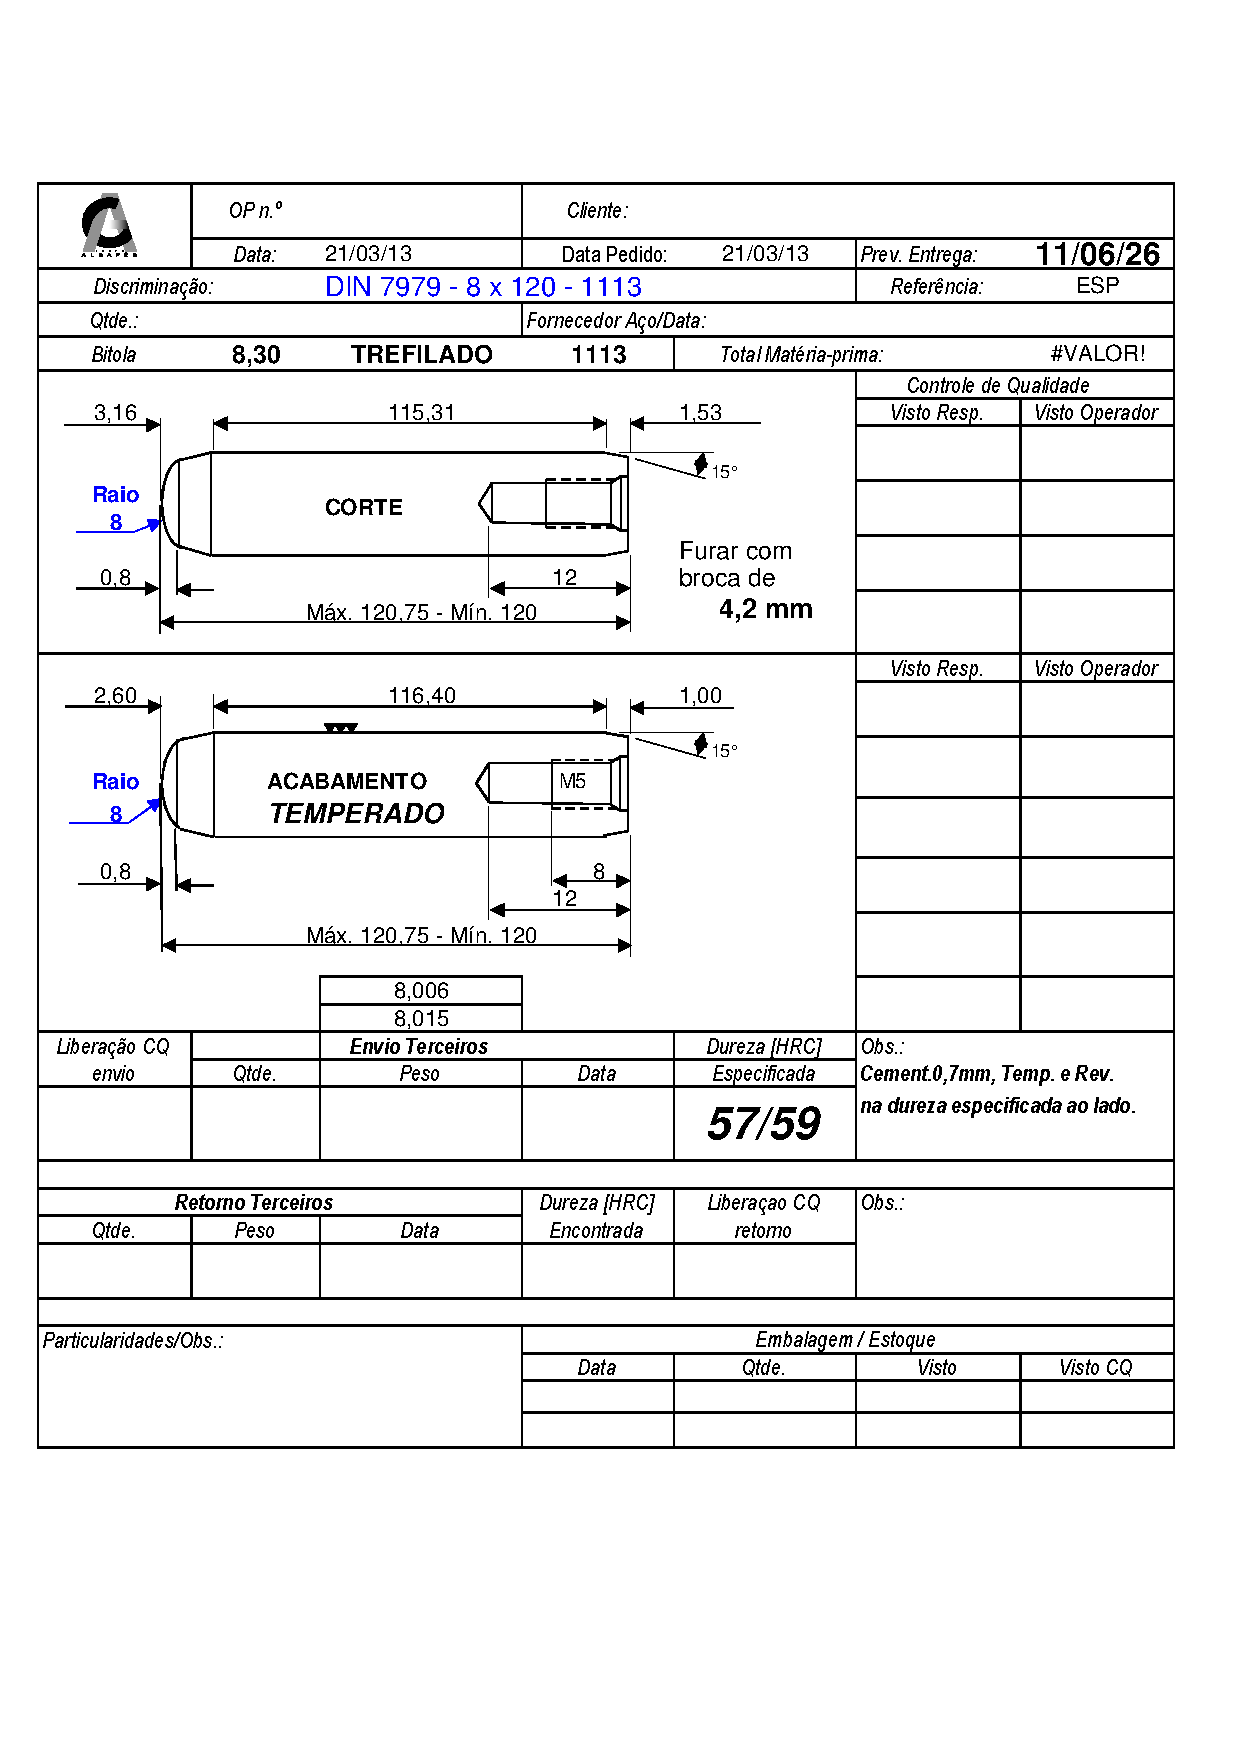 ALBAPES
OP n.º Cliente:
Data: 21/03/13 Data Pedido: 21/03/13 Prev. Entrega: 11/06/26
Discriminação: DIN 7979 - 8 x 120 - 1113 Referência: ESP
Qtde.: Fornecedor Aço/Data:
Bitola 8,30 TREFILADO 1113 Total Matéria-prima: #VALOR!
Controle de Qualidade
3,16 115,31 1,53 Visto Resp. Visto Operador
15°
Raio
CORTE
8
Furar com
0,8 12 broca de
Máx. 120,75 - Mín. 120 4,2 mm
Visto Resp. Visto Operador
2,60 116,40 1,00
15°
Raio ACABAMENTO M5
8 TEMPERADO
0,8 8
12
Máx. 120,75 - Mín. 120
8,006
8,015
Liberação CQ Envio Terceiros Dureza [HRC] Obs.:
envio Qtde. Peso Data Especificada Cement.0,7mm, Temp. e Rev.
57/59 na dureza especificada ao lado.
Retorno Terceiros Dureza [HRC] Liberaçao CQ Obs.:
Qtde. Peso Data Encontrada retorno
Particularidades/Obs.: Embalagem / Estoque
Data Qtde. Visto Visto CQ